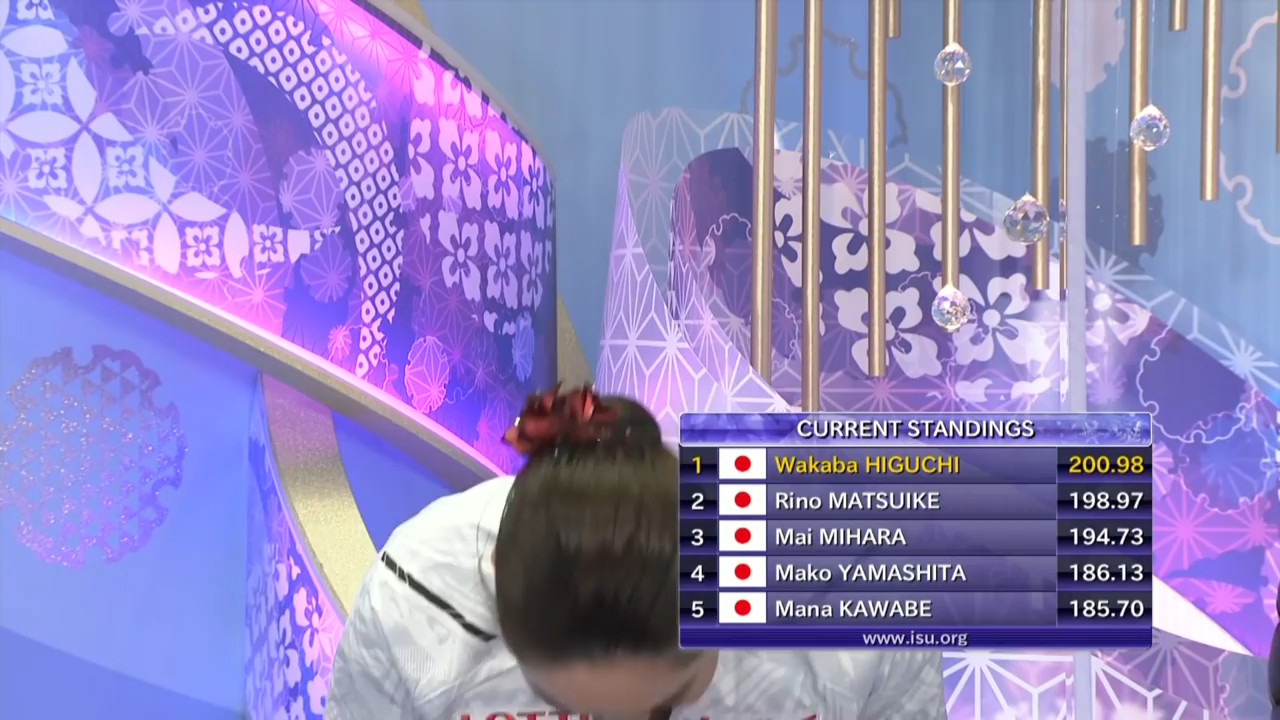 CURRENT STANDINGS
1 Wakaba HIGUCHI 200.98
2 Rino MATSUIKE 198.97
3 Mai MIHARA 194.73
4 Mako YAMASHITA 186.13
5 Mana KAWABE 185.70
www.isu.org